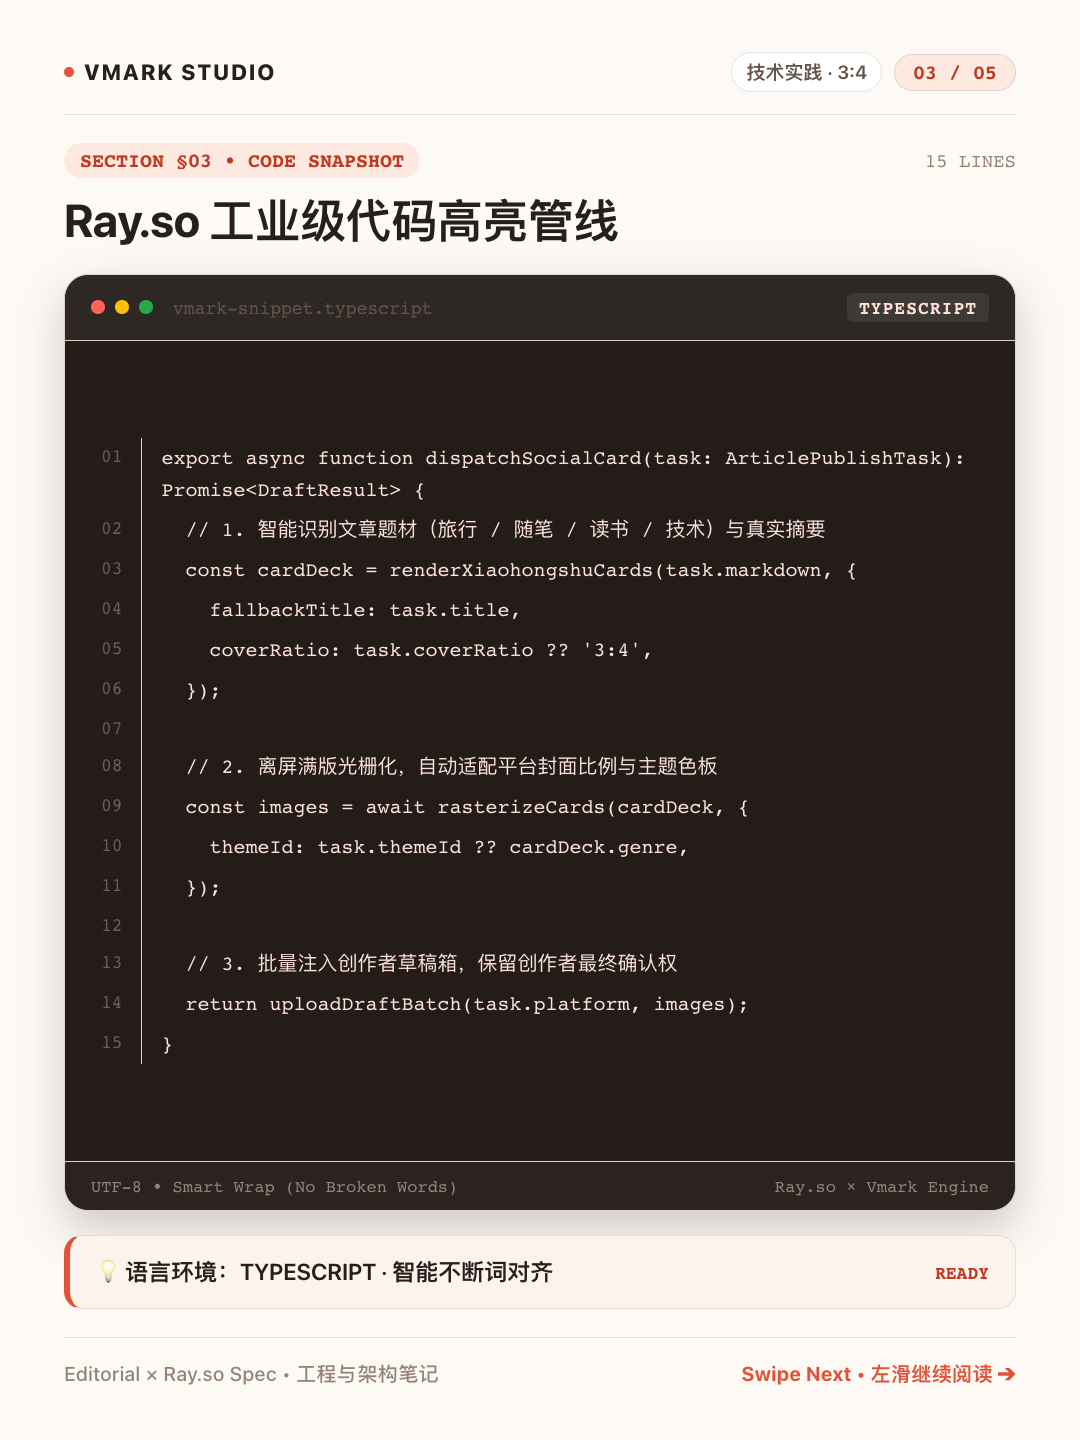 VMARK STUDIO
技术实践 · 3:4
03 / 05
SECTION §03 • CODE SNAPSHOT
15 LINES
Ray.so 工业级代码高亮管线
vmark-snippet.typescript
TYPESCRIPT
01 export async function dispatchSocialCard(task: ArticlePublishTask):
Promise<DraftResult> {
02 // 1. 智能识别文章题材（旅行 / 随笔 / 读书 / 技术）与真实摘要
03 const cardDeck = renderXiaohongshuCards(task.markdown, {
04 fallbackTitle: task.title,
05 coverRatio: task.coverRatio ?? '3:4',
06 });
07
08 // 2. 离屏满版光栅化，自动适配平台封面比例与主题色板
09 const images = await rasterizeCards(cardDeck, {
10 themeId: task.themeId ?? cardDeck.genre,
11 });
12
13 // 3. 批量注入创作者草稿箱，保留创作者最终确认权
14 return uploadDraftBatch(task.platform, images);
15 }
UTF-8 • Smart Wrap (No Broken Words)
Ray.so × Vmark Engine
💡 语言环境：TYPESCRIPT · 智能不断词对齐
READY
Editorial × Ray.so Spec • 工程与架构笔记
Swipe Next • 左滑继续阅读 ➔